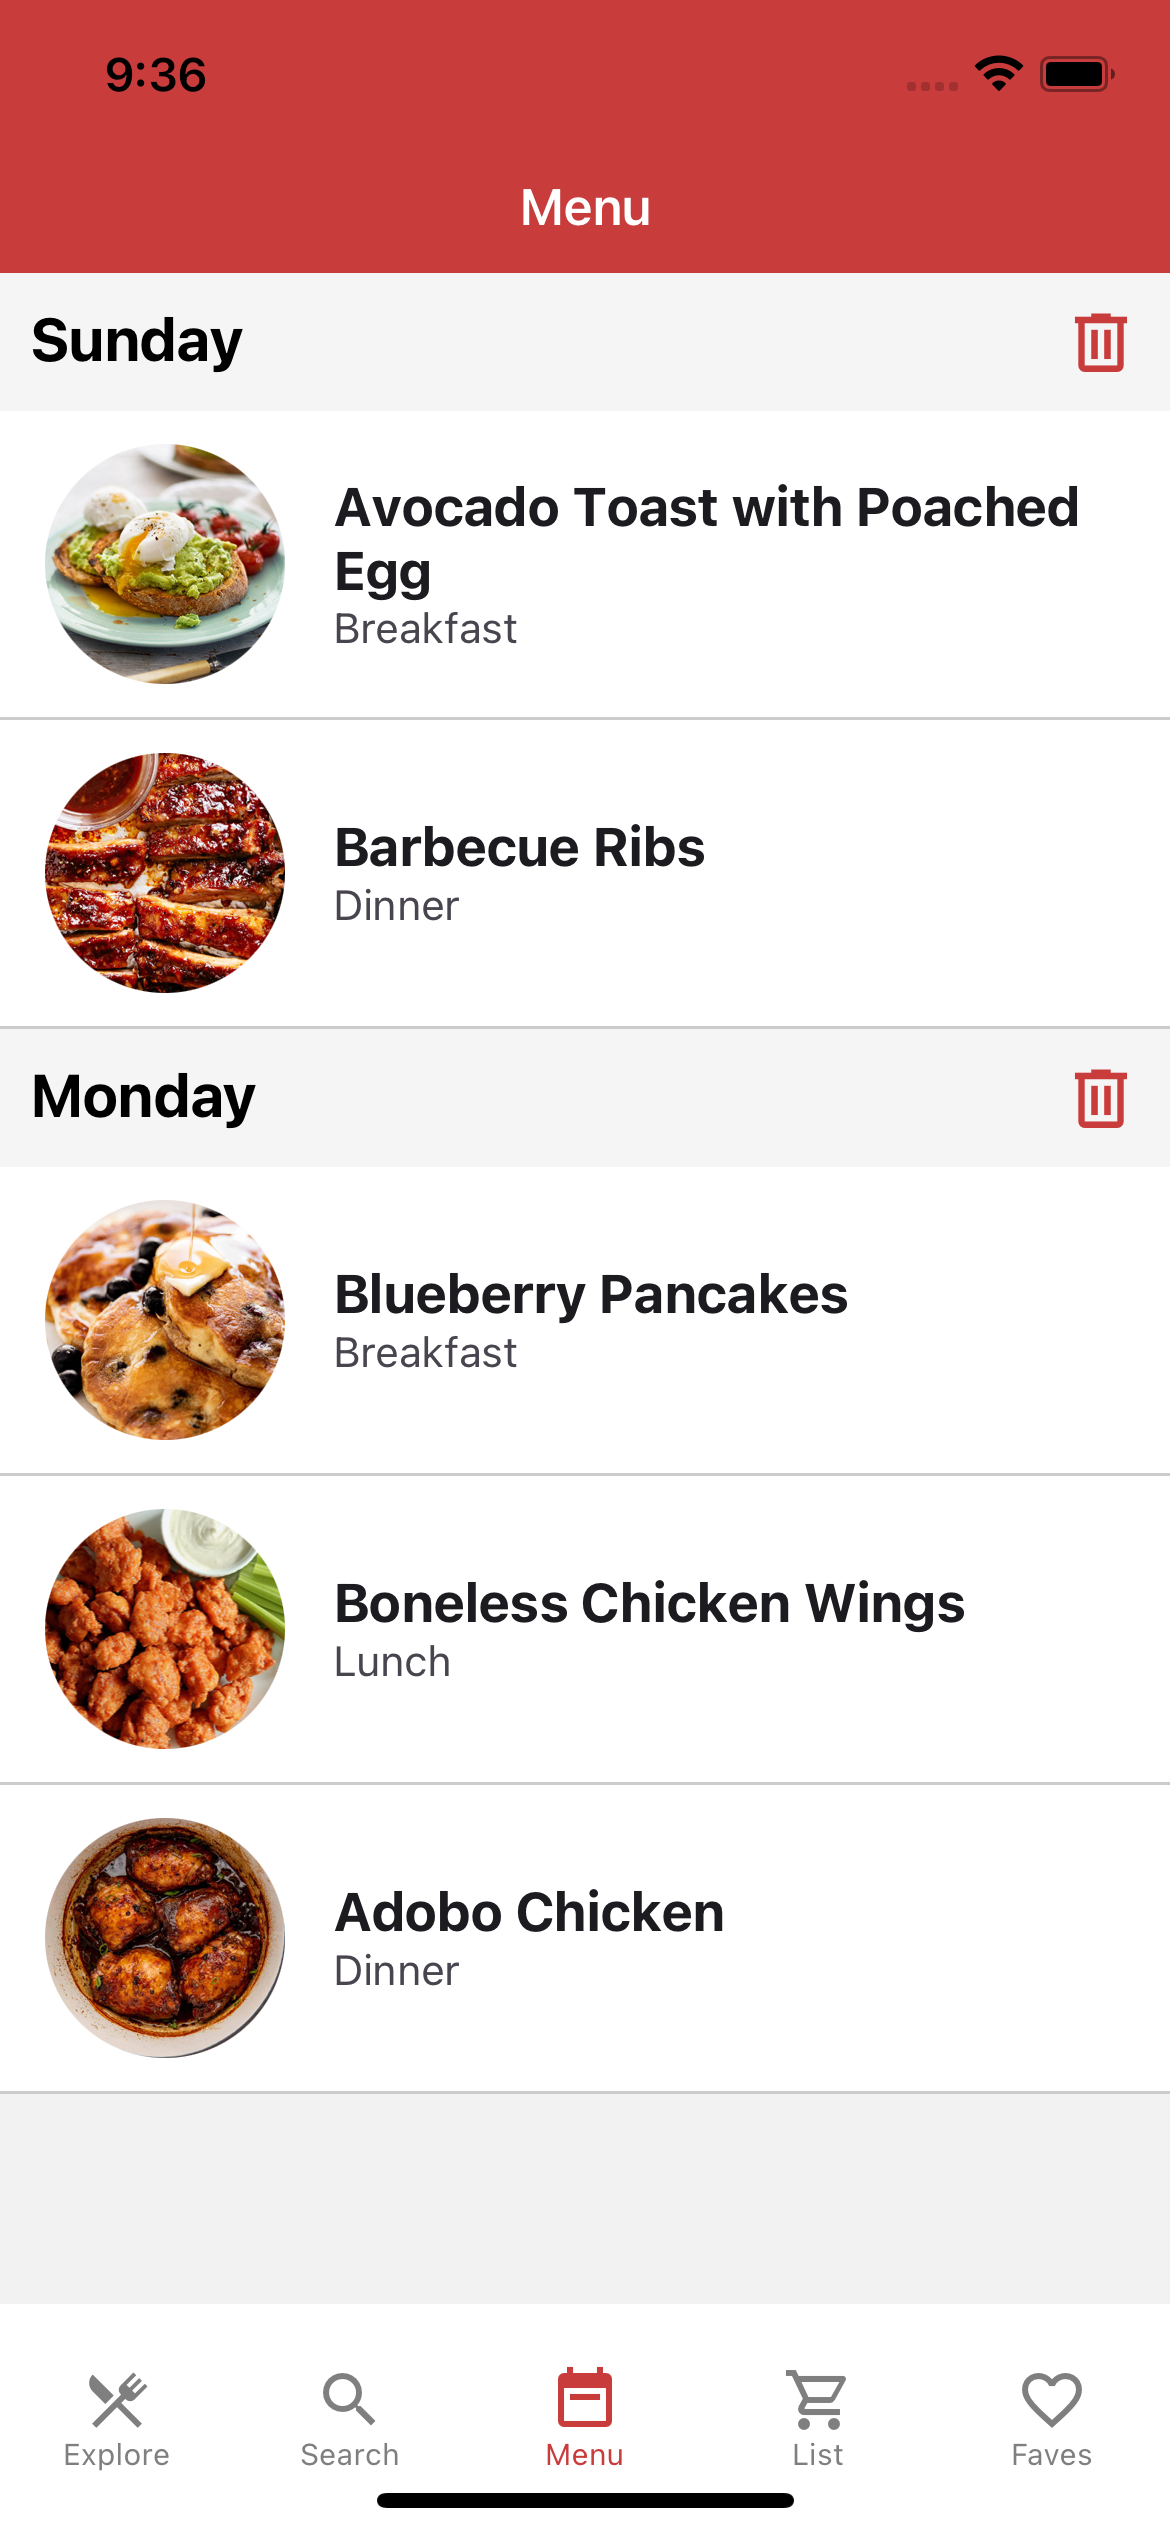 9:36
Menu
Sunday
Avocado Toast with Poached
Egg
Breakfast
Barbecue Ribs
Dinner
Monday
Blueberry Pancakes
Breakfast
Boneless Chicken Wings
Lunch
Adobo Chicken
Dinner
Explore
Search
Menu
List
Faves